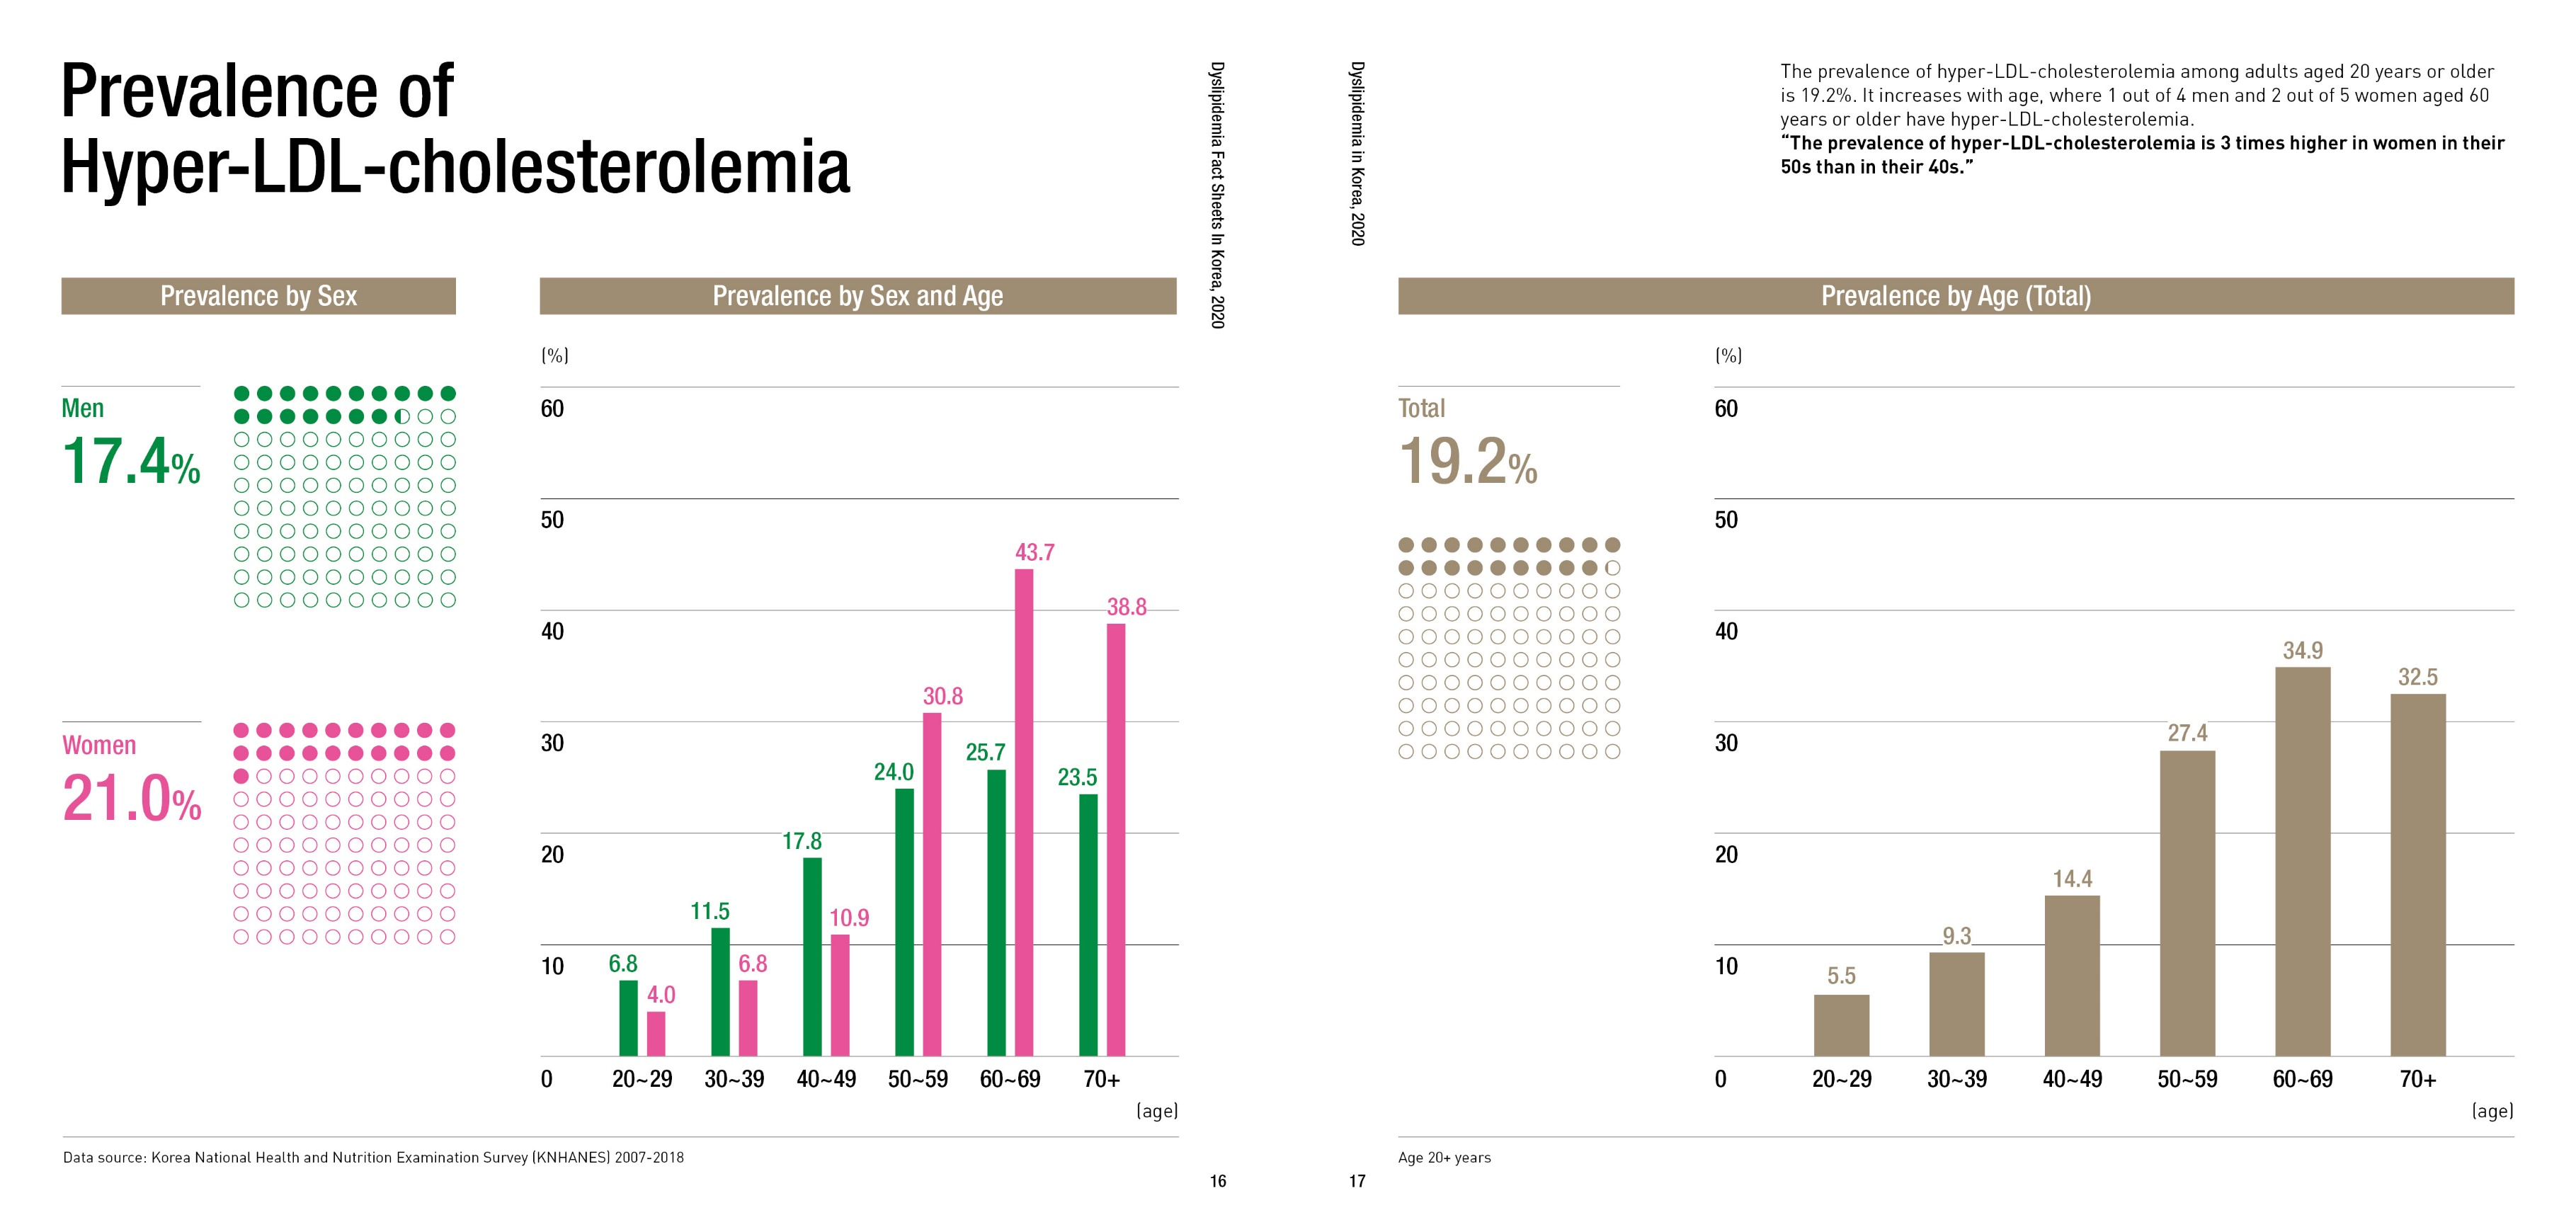 Prevalence of
Hyper-LDL-cholesterolemia
Prevalence by Sex
Men
17.4%
Women
21.0%
Prevalence by Sex and Age
(%)
60
50
40
30
20
10
0
6.8
4.0
11.5
6.8
17.8
10.9
24.0
30.8
25.7
43.7
23.5
38.8
20~29 30~39 40~49 50~59 60~69 70+
(age)
Data source: Korea National Health and Nutrition Examination Survey (KNHANES) 2007-2018
Dyslipidemia Fact Sheets In Korea, 2020
16
Dyslipidemia in Korea, 2020
The prevalence of hyper-LDL-cholesterolemia among adults aged 20 years or older
is 19.2%. It increases with age, where 1 out of 4 men and 2 out of 5 women aged 60
years or older have hyper-LDL-cholesterolemia.
“The prevalence of hyper-LDL-cholesterolemia is 3 times higher in women in their
50s than in their 40s.”
Prevalence by Age (Total)
Total
19.2%
(%)
60
50
40
30
20
10
0
5.5
9.3
14.4
27.4
34.9
32.5
20~29 30~39 40~49 50~59 60~69 70+
(age)
Age 20+ years
17